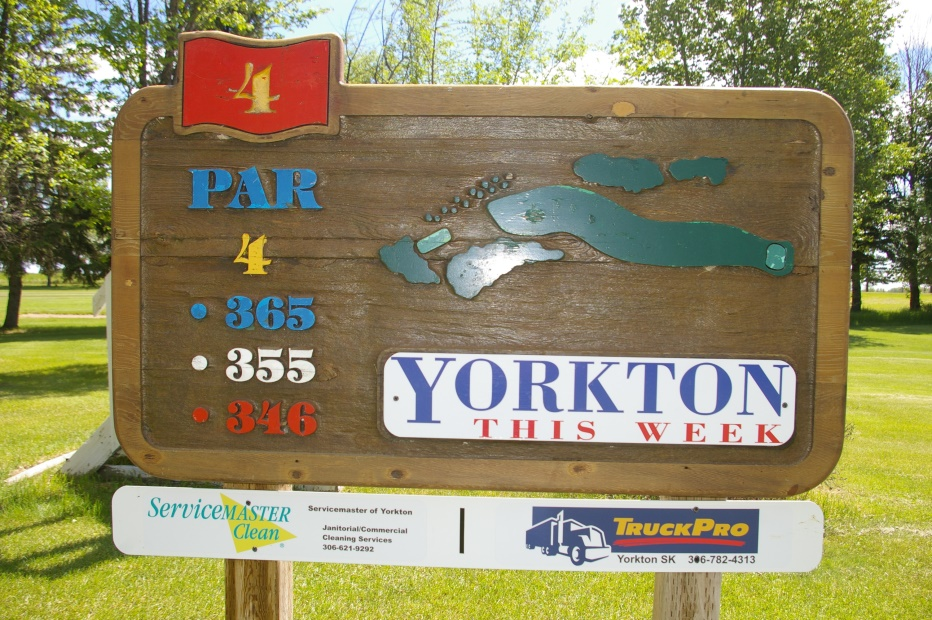 4
PAR
4
365
355
346
YORKTON
THIS WEEK
ServiceMASTER
Clean
Servicemaster of Yorkton
Janitorial/Commercial
Cleaning Services
306-621-9292
TRUCKPRO
Yorkton SK 306-782-4313